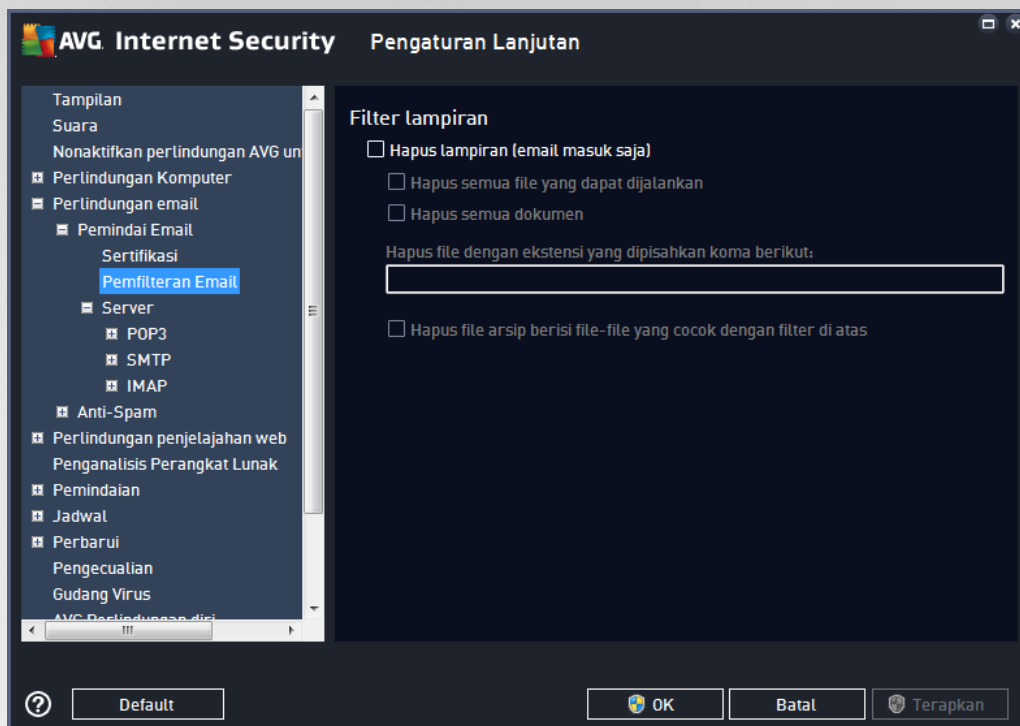 AVG. Internet Security Pengaturan Lanjutan
Tampilan
Suara
Nonaktifkan perlindungan AVG un
Perlindungan Komputer
Perlindungan email
Pemindai Email
Sertifikasi
Pemfilteran Email
Server
POP3
SMTP
IMAP
Anti-Spam
Perlindungan penjelajahan web
Penganalisis Perangkat Lunak
Pemindaian
Jadwal
Perbarui
Pengecualian
Gudang Virus
AVG Perlindungan diri
Filter lampiran
Hapus lampiran (email masuk saja)
Hapus semua file yang dapat dijalankan
Hapus semua dokumen
Hapus file dengan ekstensi yang dipisahkan koma berikut:
Hapus file arsip berisi file-file yang cocok dengan filter di atas
Default
OK
Batal
Terapkan